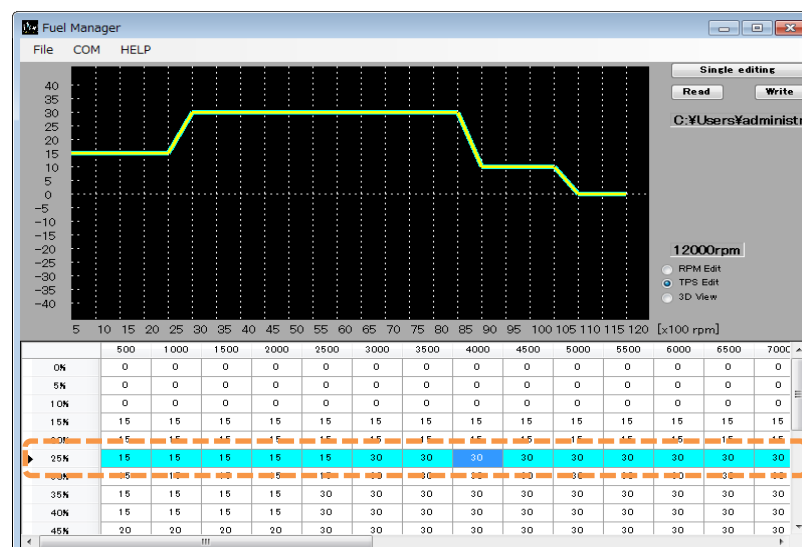 Fuel Manager
File COM HELP
Single editing
Read Write
C:¥Users¥administr
40
35
30
25
20
15
10
5
0
-5
-10
-15
-20
-25
-30
-35
-40
12000rpm
RPM Edit
TPS Edit
3D View
5 10 15 20 25 30 35 40 45 50 55 60 65 70 75 80 85 90 95 100 105 110 115 120 [x100 rpm]
500 1000 1500 2000 2500 3000 3500 4000 4500 5000 5500 6000 6500 7000
0% 0 0 0 0 0 0 0 0 0 0 0 0 0 0
5% 0 0 0 0 0 0 0 0 0 0 0 0 0 0
10% 0 0 0 0 0 0 0 0 0 0 0 0 0 0
15% 15 15 15 15 15 15 15 15 15 15 15 15 15 15
25% 15 15 15 15 15 30 30 30 30 30 30 30 30 30
35% 15 15 15 15 30 30 30 30 30 30 30 30 30 30
40% 15 15 15 15 30 30 30 30 30 30 30 30 30 30
45% 20 20 20 20 30 30 30 30 30 30 30 30 30 30